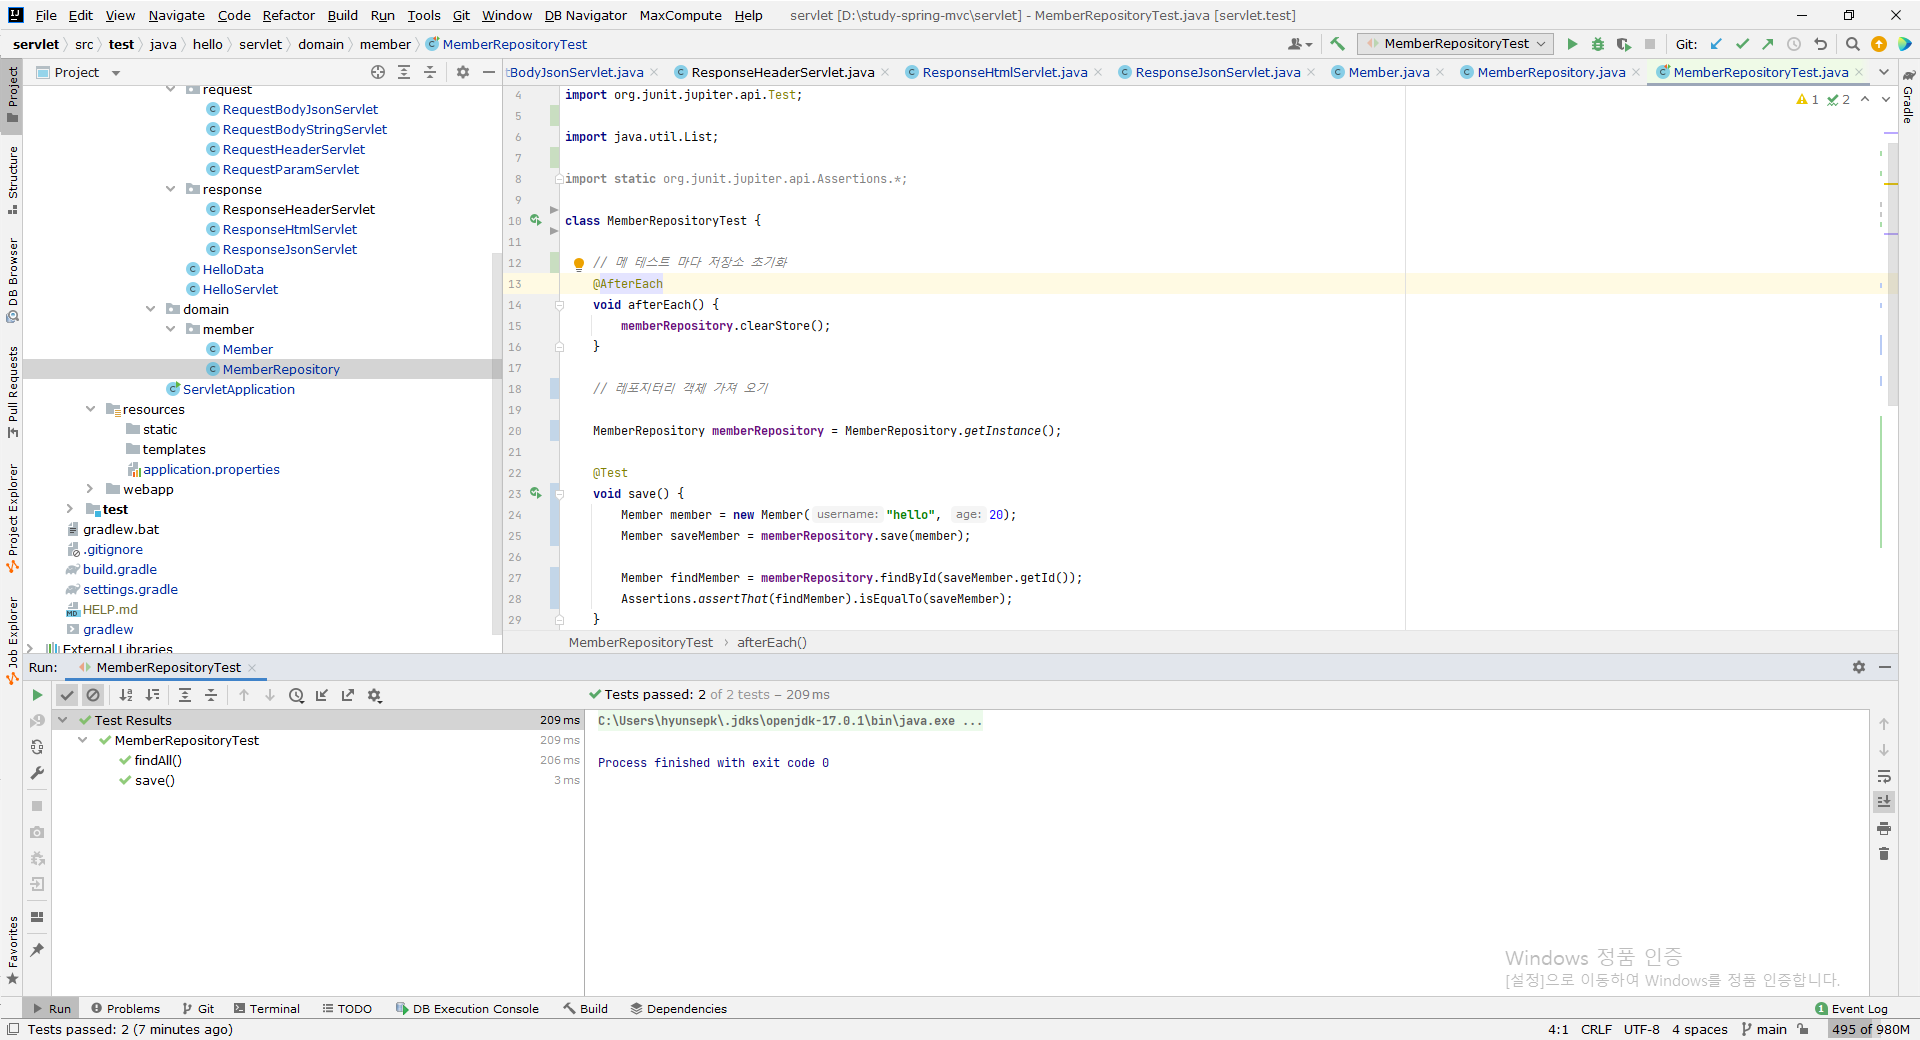 File Edit View Navigate Code Refactor Build Run Tools Git Window DB Navigator MaxCompute Help servlet [D:\study-spring-mvc\servlet] - MemberRepositoryTest.java [servlet.test]
servlet src test java hello servlet domain member MemberRepositoryTest MemberRepositoryTest Git:
Project
tBodyJsonServlet.java ResponseHeaderServlet.java ResponseHtmlServlet.java ResponseJsonServlet.java Member.java MemberRepository.java MemberRepositoryTest.java
Project
Structure
DB Browser
Pull Requests
Project Explorer
Job Explorer
Favorites
Gradle
request
RequestBodyJsonServlet
RequestBodyStringServlet
RequestHeaderServlet
RequestParamServlet
response
ResponseHeaderServlet
ResponseHtmlServlet
ResponseJsonServlet
HelloData
HelloServlet
domain
member
Member
MemberRepository
ServletApplication
resources
static
templates
application.properties
webapp
test
gradlew.bat
.gitignore
build.gradle
settings.gradle
HELP.md
gradlew
External Libraries
1 2
4 import org.junit.jupiter.api.Test;
5
6 import java.util.List;
7
8 import static org.junit.jupiter.api.Assertions.*;
9
10 class MemberRepositoryTest {
11
12 // 메 테스트 마다 저장소 초기화
13 @AfterEach
14 void afterEach() {
15 memberRepository.clearStore();
16 }
17
18 // 레포지터리 객체 가져 오기
19
20 MemberRepository memberRepository = MemberRepository.getInstance();
21
22 @Test
23 void save() {
24 Member member = new Member( username: "hello", age: 20);
25 Member saveMember = memberRepository.save(member);
26
27 Member findMember = memberRepository.findById(saveMember.getId());
28 Assertions.assertThat(findMember).isEqualTo(saveMember);
29 }
MemberRepositoryTest afterEach()
Run: MemberRepositoryTest
Tests passed: 2 of 2 tests – 209 ms
Test Results 209 ms
MemberRepositoryTest 209 ms
findAll() 206 ms
save() 3 ms
C:\Users\hyunsepk\.jdks\openjdk-17.0.1\bin\java.exe ...
Process finished with exit code 0
Windows 정품 인증
[설정]으로 이동하여 Windows를 정품 인증합니다.
Run Problems Git Terminal TODO DB Execution Console Build Dependencies 1 Event Log
Tests passed: 2 (7 minutes ago) 4:1 CRLF UTF-8 4 spaces main 495 of 980M